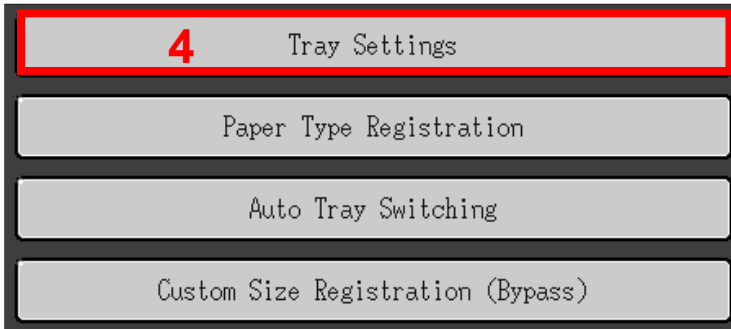 4 Tray Settings
Paper Type Registration
Auto Tray Switching
Custom Size Registration (Bypass)